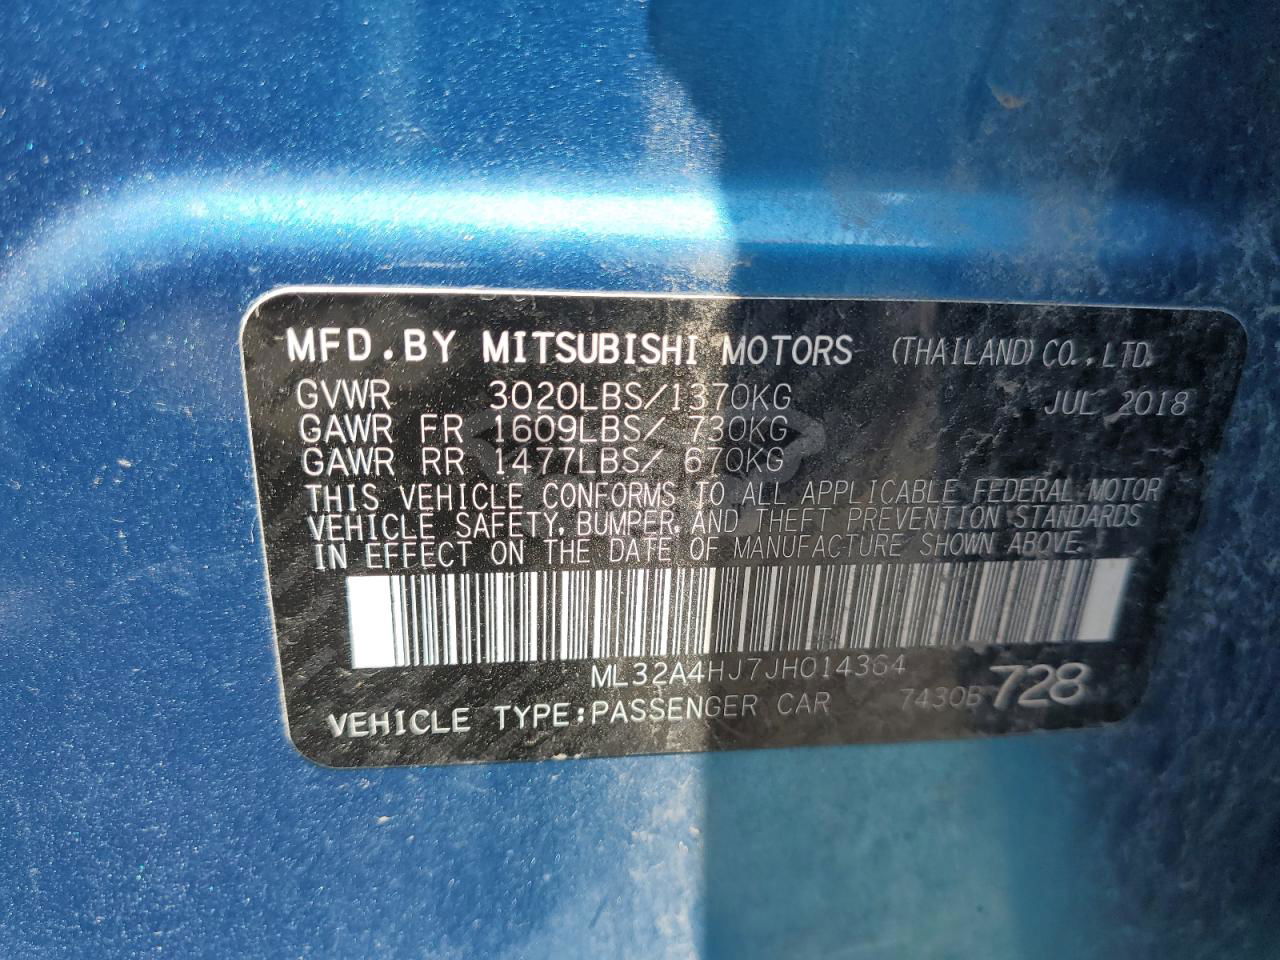 MFD.BY MITSUBISHI MOTORS (THAILAND) CO.,LTD.
GVWR 3020LBS/1370KG JUL 2018
GAWR FR 1609LBS/ 730KG
GAWR RR 1477LBS/ 670KG
THIS VEHICLE CONFORMS TO ALL APPLICABLE FEDERAL MOTOR
VEHICLE SAFETY, BUMPER, AND THEFT PREVENTION STANDARDS
IN EFFECT ON THE DATE OF MANUFACTURE SHOWN ABOVE.
ML32A4HJ7JH014364
VEHICLE TYPE:PASSENGER CAR 7430B728